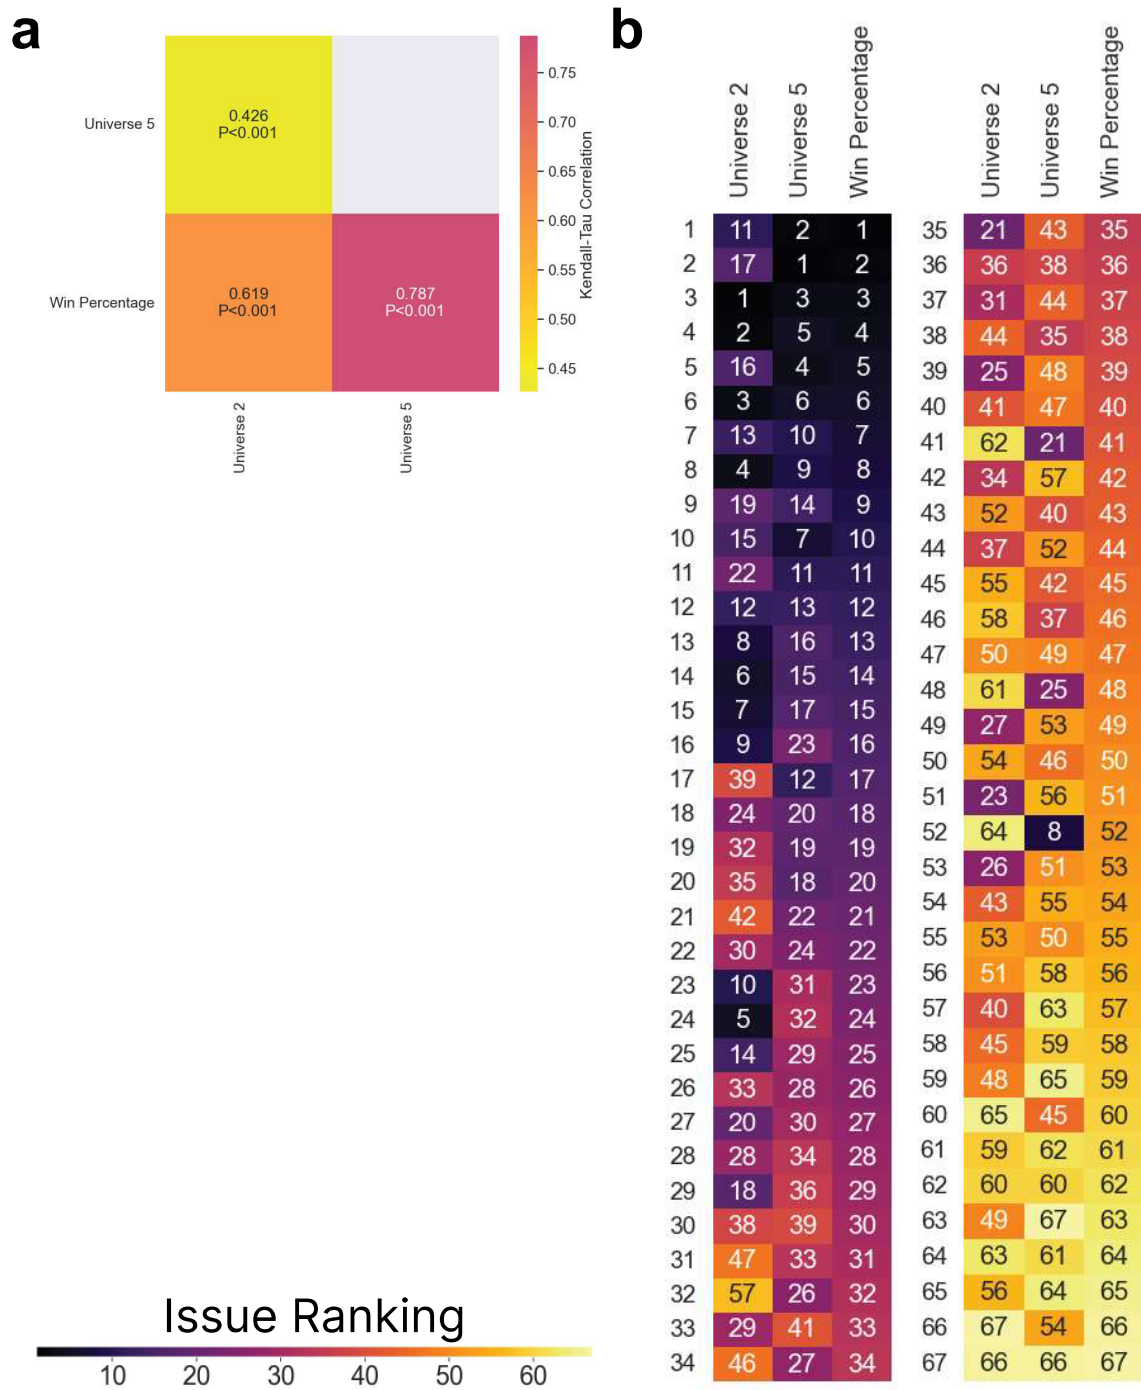 a
Universe 5
0.426
P<0.001
Win Percentage
0.619
P<0.001
0.787
P<0.001
Universe 2
Universe 5
0.75
0.70
0.65
0.60
0.55
0.50
0.45
Kendall-Tau Correlation
b
Universe 2 Universe 5 Win Percentage
1 11 2 1
2 17 1 2
3 1 3 3
4 2 5 4
5 16 4 5
6 3 6 6
7 13 10 7
8 4 9 8
9 19 14 9
10 15 7 10
11 22 11 11
12 12 13 12
13 8 16 13
14 6 15 14
15 7 17 15
16 9 23 16
17 39 12 17
18 24 20 18
19 32 19 19
20 35 18 20
21 42 22 21
22 30 24 22
23 10 31 23
24 5 32 24
25 14 29 25
26 33 28 26
27 20 30 27
28 28 34 28
29 18 36 29
30 38 39 30
31 47 33 31
32 57 26 32
33 29 41 33
34 46 27 34
Universe 2 Universe 5 Win Percentage
35 21 43 35
36 36 38 36
37 31 44 37
38 44 35 38
39 25 48 39
40 41 47 40
41 62 21 41
42 34 57 42
43 52 40 43
44 37 52 44
45 55 42 45
46 58 37 46
47 50 49 47
48 61 25 48
49 27 53 49
50 54 46 50
51 23 56 51
52 64 8 52
53 26 51 53
54 43 55 54
55 53 50 55
56 51 58 56
57 40 63 57
58 45 59 58
59 48 65 59
60 65 45 60
61 59 62 61
62 60 60 62
63 49 67 63
64 63 61 64
65 56 64 65
66 67 54 66
67 66 66 67
Issue Ranking
10 20 30 40 50 60